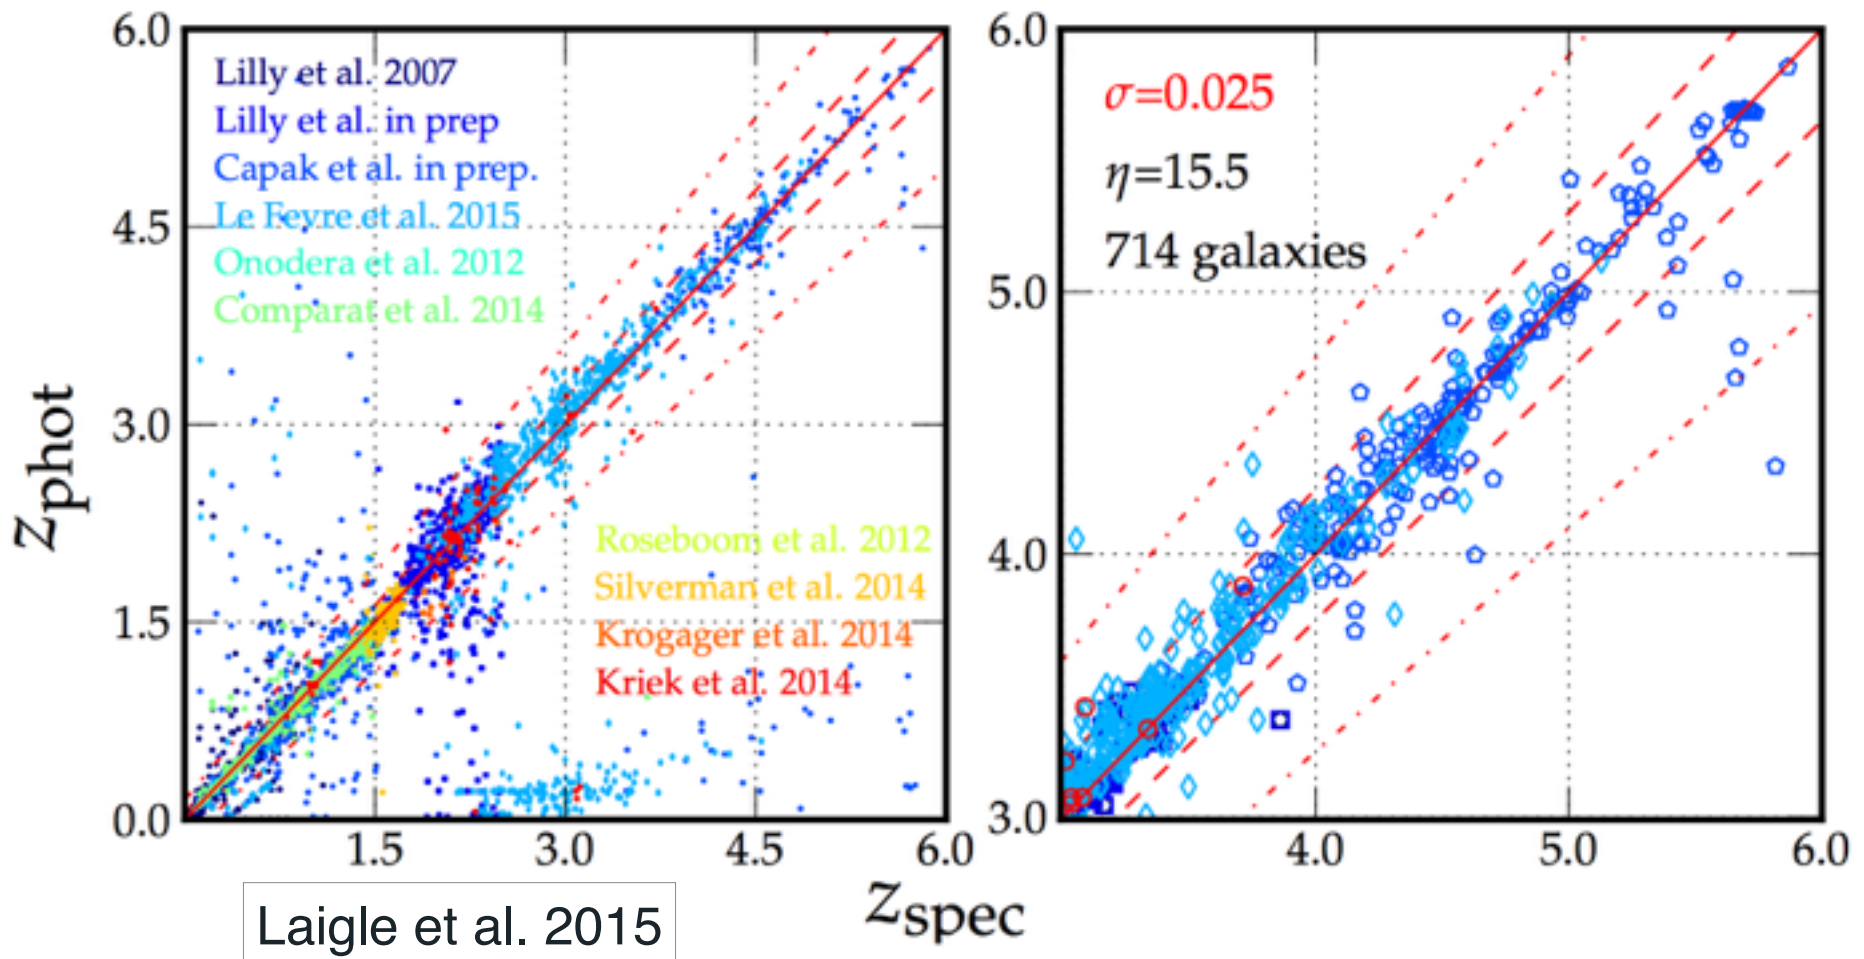 6.0
4.5
3.0
1.5
0.0
zphot
Lilly et al. 2007
Lilly et al. in prep
Capak et al. in prep.
Le Feyre et al. 2015
Onodera et al. 2012
Comparat et al. 2014
Roseboom et al. 2012
Silverman et al. 2014
Krogager et al. 2014
Kriek et al. 2014
1.5 3.0 4.5 6.0
6.0
5.0
4.0
3.0
σ=0.025
η=15.5
714 galaxies
4.0 5.0 6.0
zspec
Laigle et al. 2015